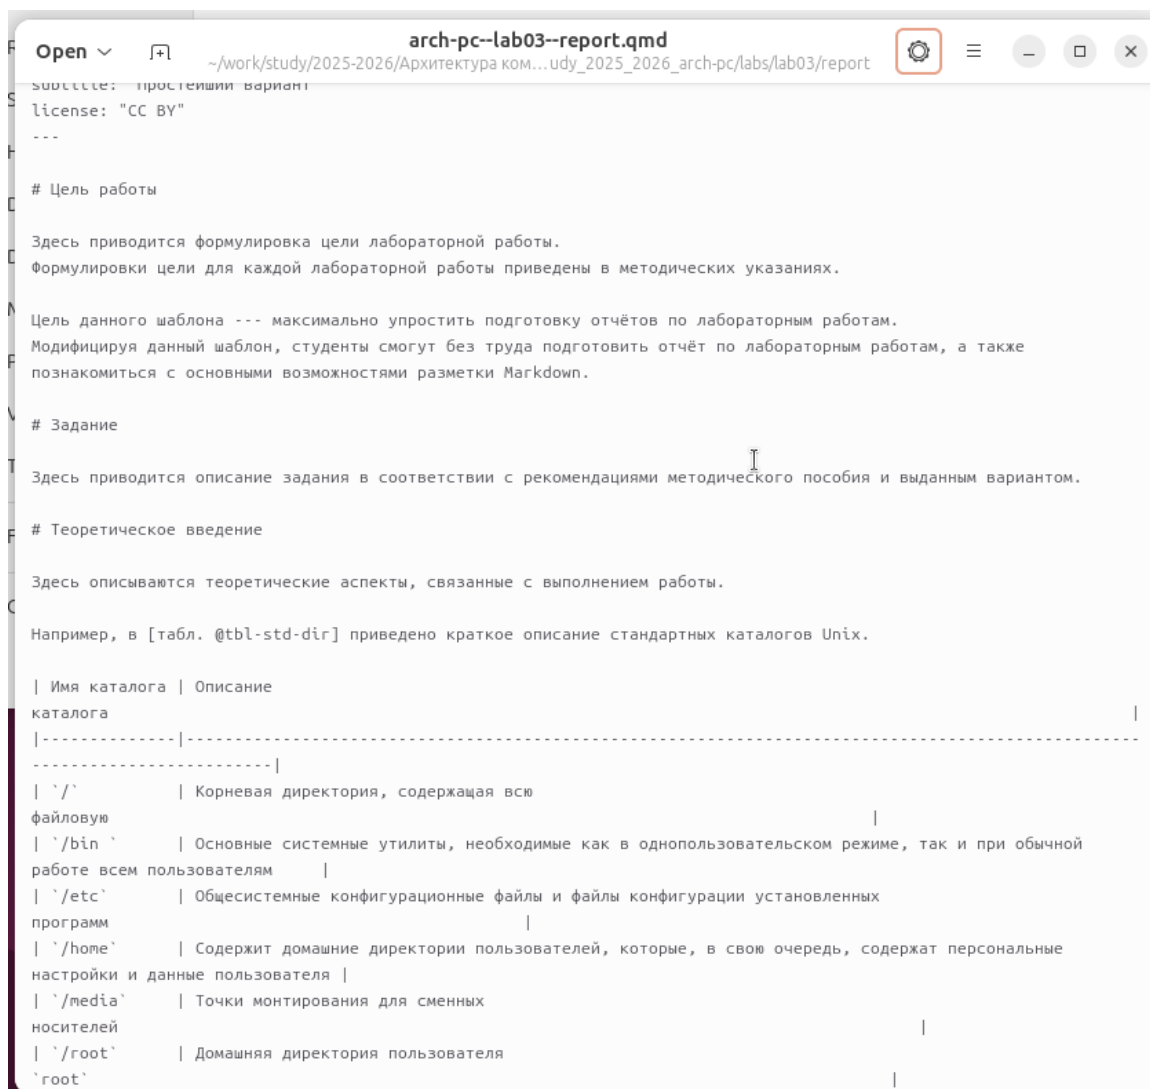 Open
arch-pc--lab03--report.qmd
~/work/study/2025-2026/Архитектура ком…udy_2025_2026_arch-pc/labs/lab03/report
subtitle: "Простейший вариант"
license: "CC BY"
---
# Цель работы
Здесь приводится формулировка цели лабораторной работы.
Формулировки цели для каждой лабораторной работы приведены в методических указаниях.
Цель данного шаблона --- максимально упростить подготовку отчётов по лабораторным работам.
Модифицируя данный шаблон, студенты смогут без труда подготовить отчёт по лабораторным работам, а также
познакомиться с основными возможностями разметки Markdown.
# Задание
Здесь приводится описание задания в соответствии с рекомендациями методического пособия и выданным вариантом.
# Теоретическое введение
Здесь описываются теоретические аспекты, связанные с выполнением работы.
Например, в [табл. @tbl-std-dir] приведено краткое описание стандартных каталогов Unix.
| Имя каталога | Описание
каталога |
|--------------|---------------------------------------------------------------------------------------------------
-------------------------|
| `/` | Корневая директория, содержащая всю
файловую |
| `/bin ` | Основные системные утилиты, необходимые как в однопользовательском режиме, так и при обычной
работе всем пользователям |
| `/etc` | Общесистемные конфигурационные файлы и файлы конфигурации установленных
программ |
| `/home` | Содержит домашние директории пользователей, которые, в свою очередь, содержат персональные
настройки и данные пользователя |
| `/media` | Точки монтирования для сменных
носителей |
| `/root` | Домашняя директория пользователя
`root` |